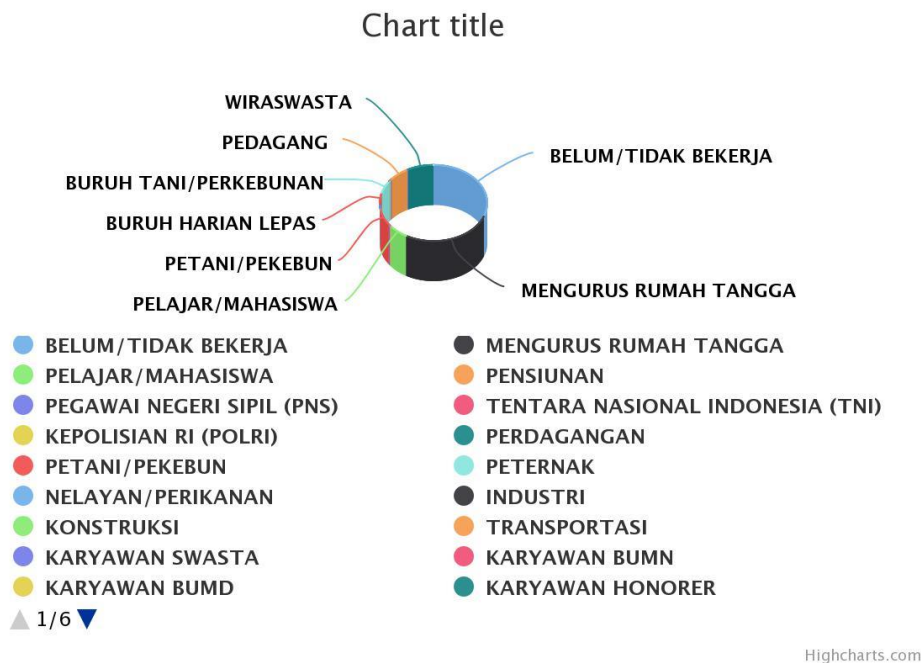 Chart title
WIRASWASTA
PEDAGANG
BELUM/TIDAK BEKERJA
BURUH TANI/PERKEBUNAN
BURUH HARIAN LEPAS
PETANI/PEKEBUN
MENGURUS RUMAH TANGGA
PELAJAR/MAHASISWA
BELUM/TIDAK BEKERJA
MENGURUS RUMAH TANGGA
PELAJAR/MAHASISWA
PENSIUNAN
PEGAWAI NEGERI SIPIL (PNS)
TENTARA NASIONAL INDONESIA (TNI)
KEPOLISIAN RI (POLRI)
PERDAGANGAN
PETANI/PEKEBUN
PETERNAK
NELAYAN/PERIKANAN
INDUSTRI
KONSTRUKSI
TRANSPORTASI
KARYAWAN SWASTA
KARYAWAN BUMN
KARYAWAN BUMD
KARYAWAN HONORER
1/6
Highcharts.com